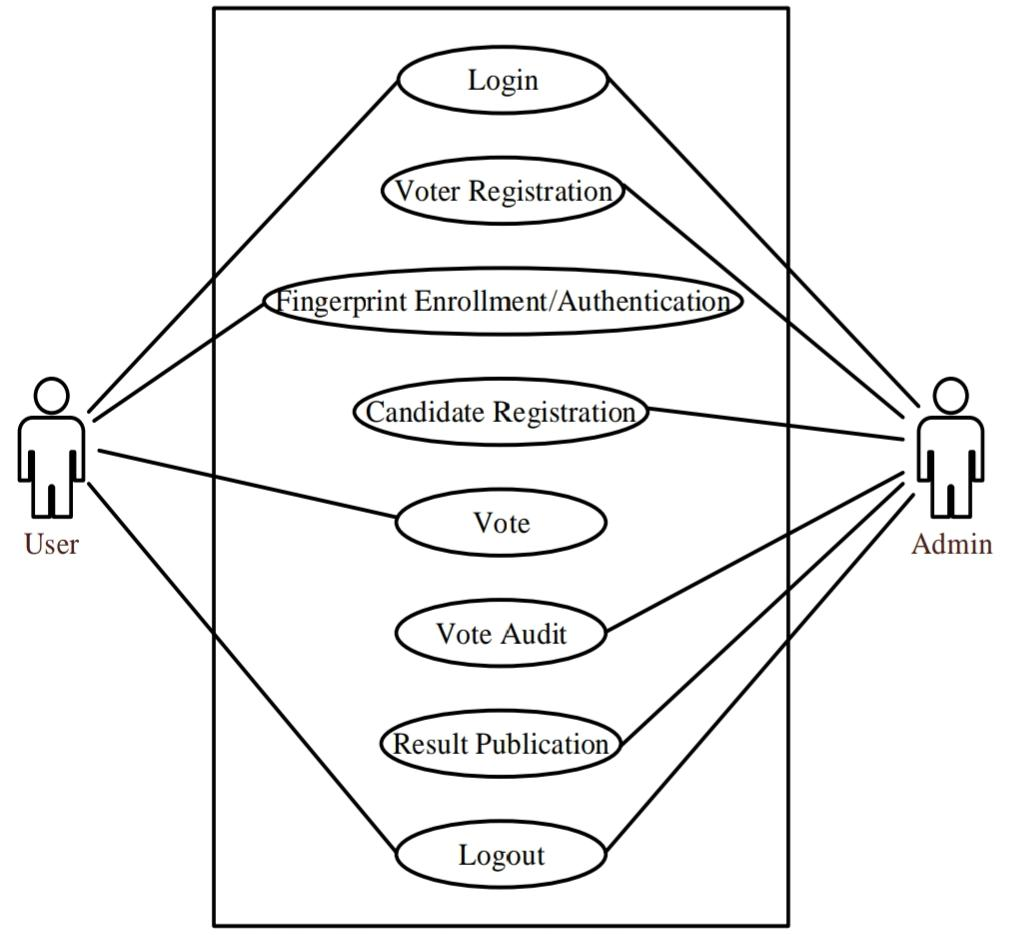 Login
Voter Registration
Fingerprint Enrollment/Authentication
Candidate Registration
Vote
User
Admin
Vote Audit
Result Publication
Logout